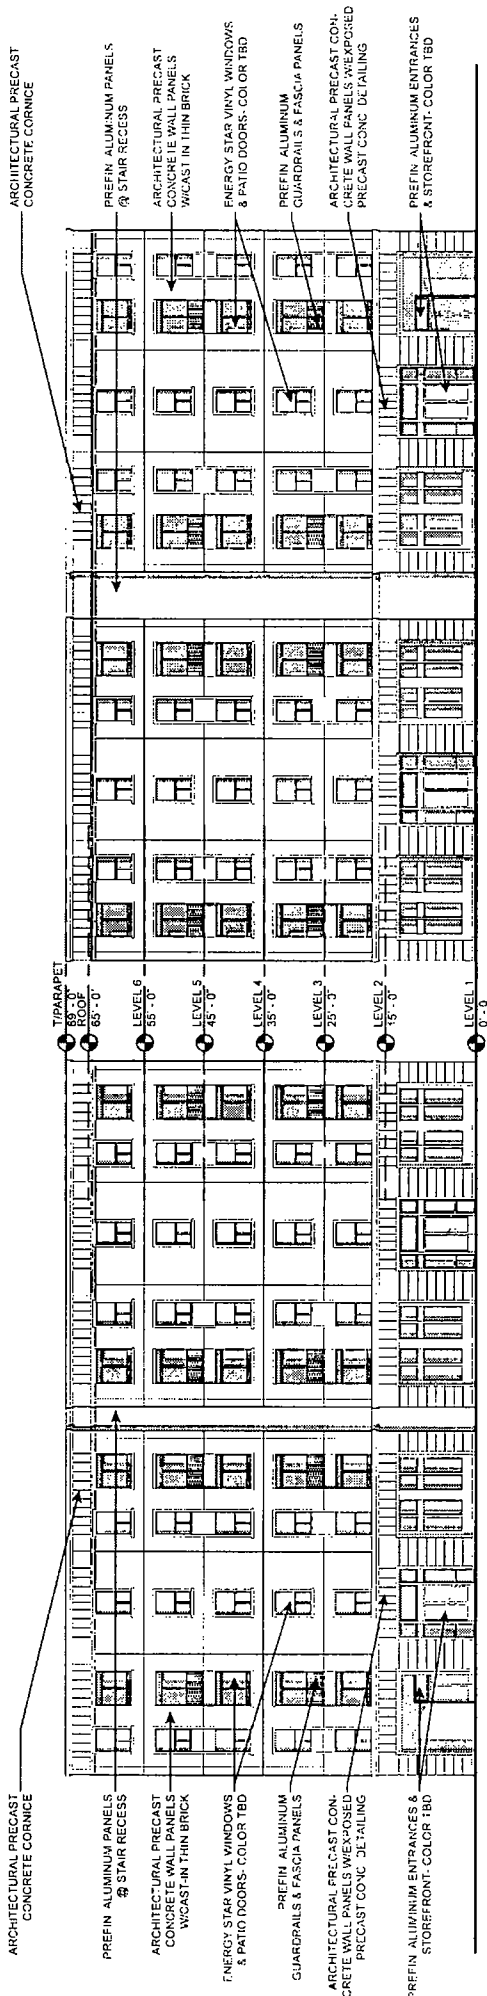 ARCHITECTURAL PRECAST
CONCRETE CORNICE
PREFIN ALUMINUM PANELS
@ STAIR RECESS
ARCHITECTURAL PRECAST
CONCRETE WALL PANELS
W/CAST-IN THIN BRICK
ENERGY STAR VINYL WINDOWS
& PATIO DOORS- COLOR TBD
PREFIN ALUMINUM
GUARDRAILS & FASCIA PANELS
ARCHITECTURAL PRECAST CON-
CRETE WALL PANELS W/EXPOSED
PRECAST CONC DETAILING
PREFIN ALUMINUM ENTRANCES &
STOREFRONT- COLOR TBD
T/PARAPET
69' - 0"
ROOF
65' - 0"
LEVEL 6
55' - 0"
LEVEL 5
45' - 0"
LEVEL 4
35' - 0"
LEVEL 3
25' - 0"
LEVEL 2
15' - 0"
LEVEL 1
0' - 0
ARCHITECTURAL PRECAST
CONCRETE CORNICE
PREFIN ALUMINUM PANELS
@ STAIR RECESS
ARCHITECTURAL PRECAST
CONCRETE WALL PANELS
W/CAST IN THIN BRICK
ENERGY STAR VINYL WINDOWS
& PATIO DOORS- COLOR TBD
PREFIN ALUMINUM
GUARDRAILS & FASCIA PANELS
ARCHITECTURAL PRECAST CON-
CRETE WALL PANELS W/EXPOSED
PRECAST CONC DETAILING
PREFIN ALUMINUM ENTRANCES
& STOREFRONT- COLOR TBD